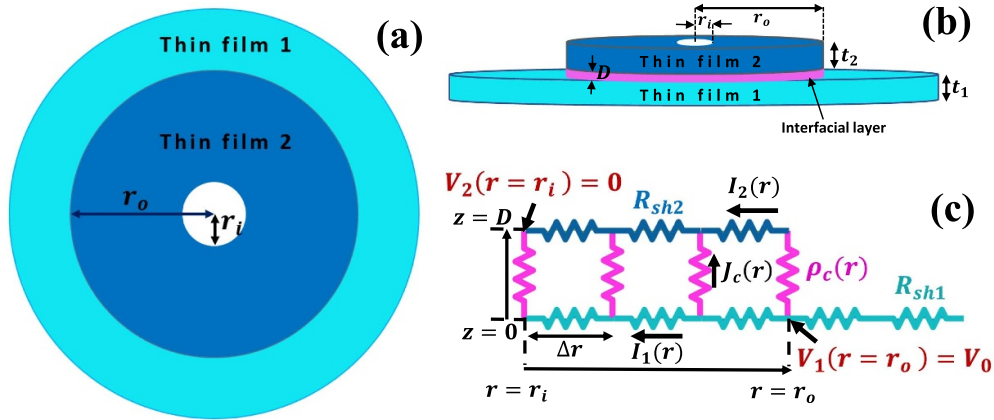 Thin film 1
(a)
Thin film 2
r_o
r_i
r_i
r_o
(b)
Thin film 2
t_2
D
Thin film 1
t_1
Interfacial layer
V_2(r = r_i) = 0
I_2(r)
(c)
z = D
R_sh2
J_c(r)
ρ_c(r)
R_sh1
z = 0
Δr
I_1(r)
V_1(r = r_o) = V_0
r = r_i
r = r_o